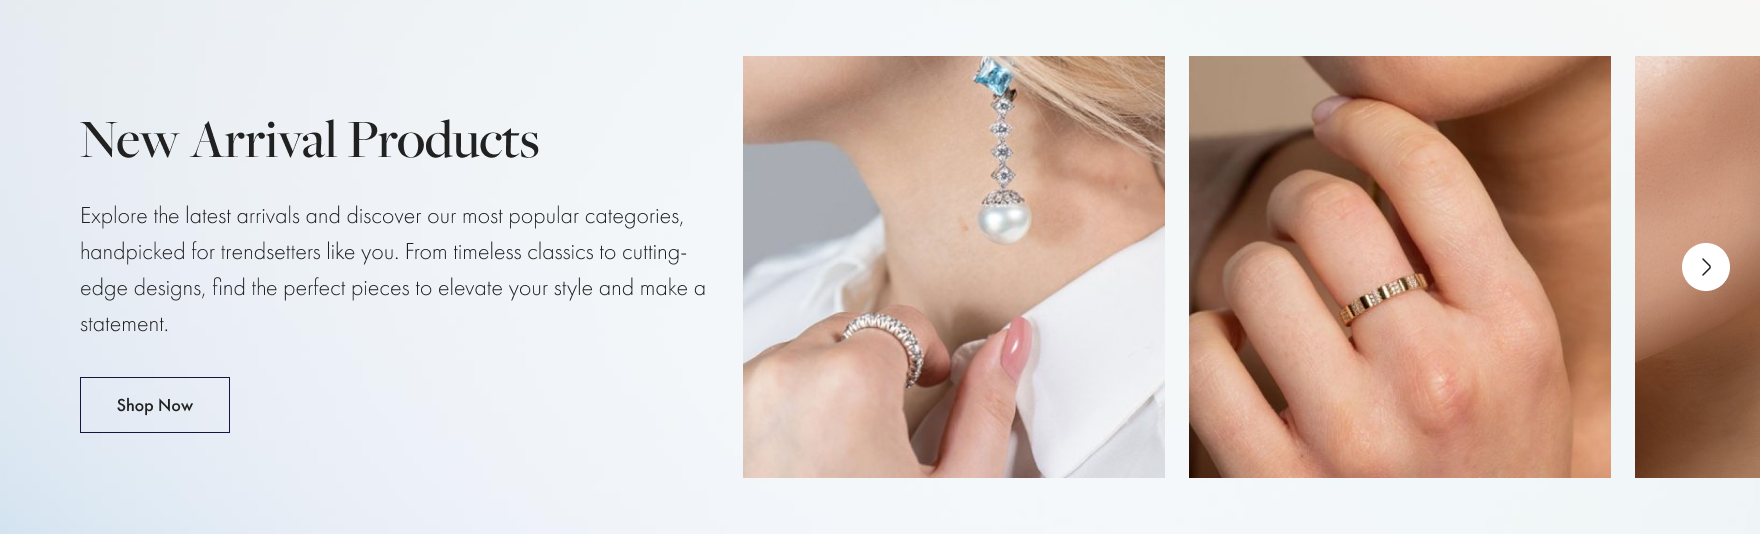 New Arrival Products
Explore the latest arrivals and discover our most popular categories,
handpicked for trendsetters like you. From timeless classics to cutting-
edge designs, find the perfect pieces to elevate your style and make a
statement.
Shop Now